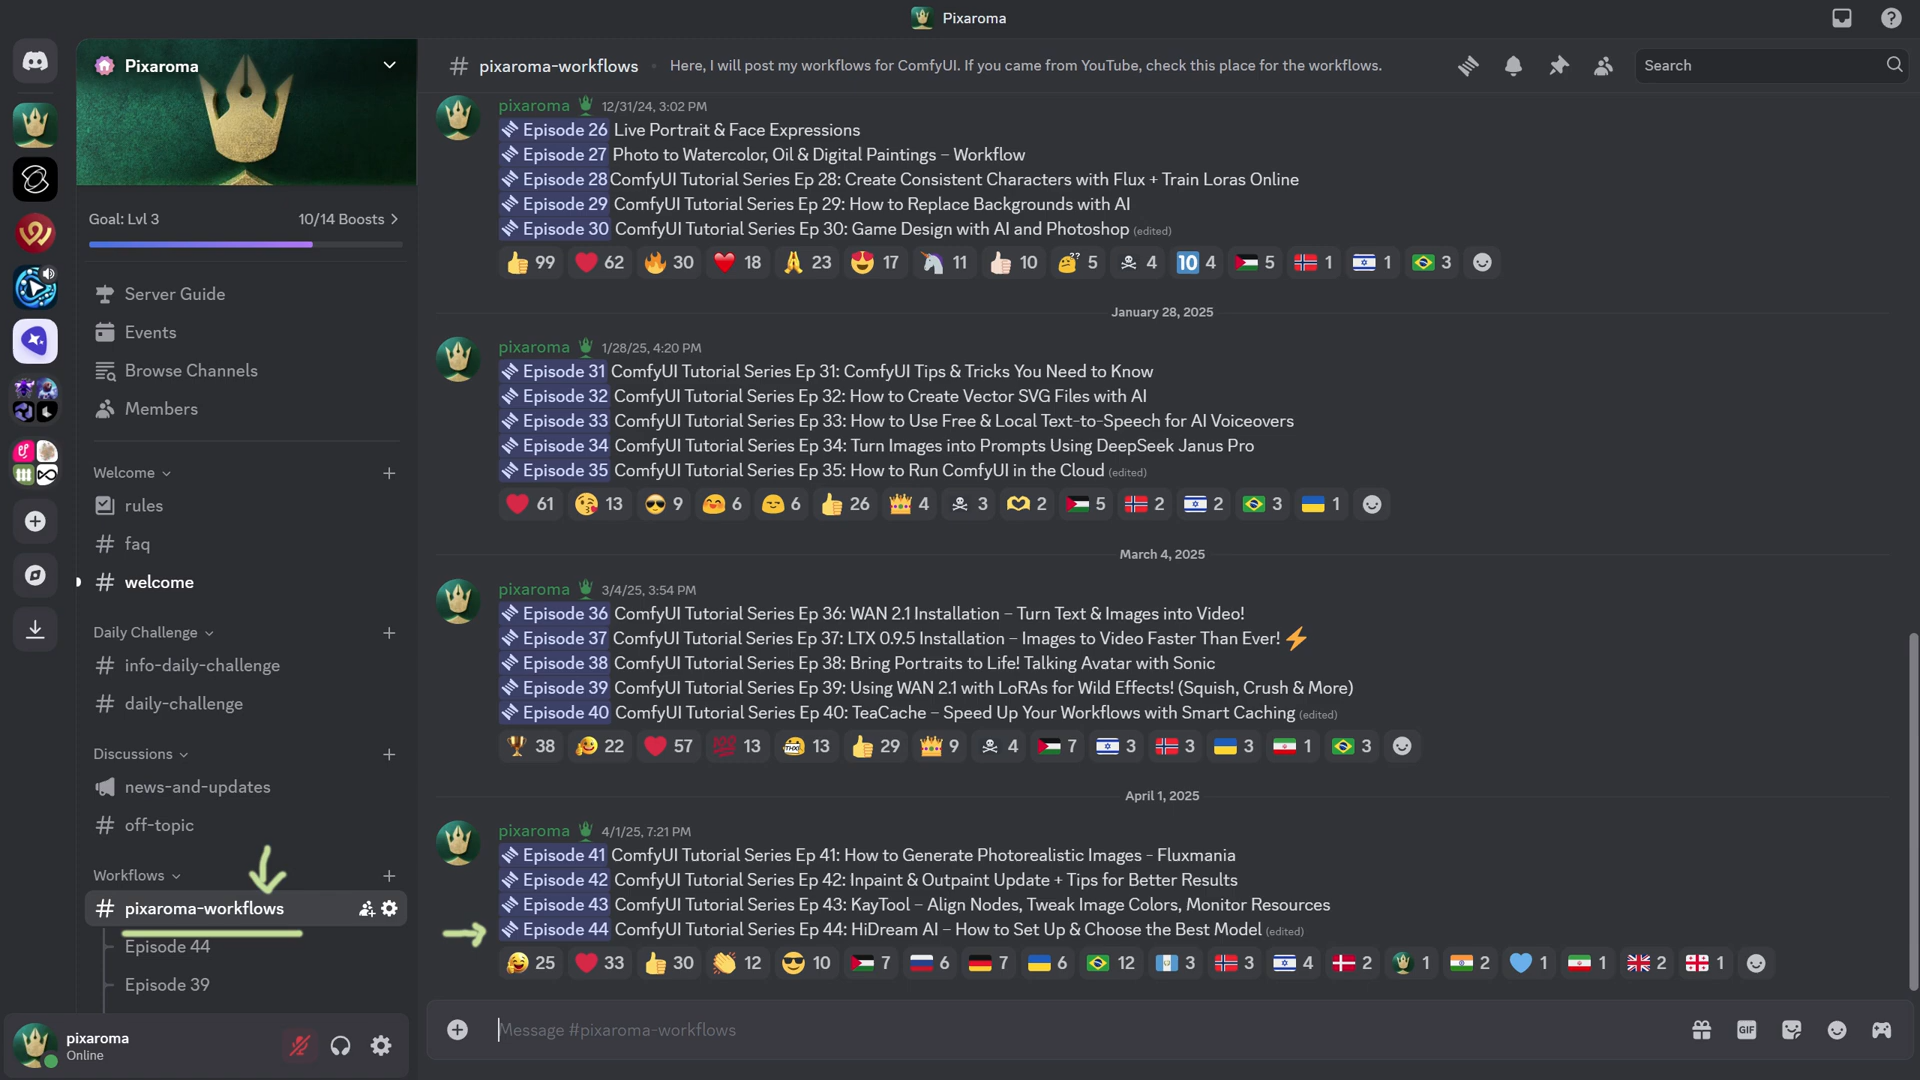 Pixaroma
Pixaroma
Goal: Lvl 3
10/14 Boosts
Server Guide
Events
Browse Channels
Members
Welcome
rules
faq
welcome
Daily Challenge
info-daily-challenge
daily-challenge
Discussions
news-and-updates
off-topic
Workflows
pixaroma-workflows
Episode 44
Episode 39
pixaroma
Online
pixaroma-workflows
Here, I will post my workflows for ComfyUI. If you came from YouTube, check this place for the workflows.
Search
pixaroma 12/31/24, 3:02 PM
Episode 26 Live Portrait & Face Expressions
Episode 27 Photo to Watercolor, Oil & Digital Paintings – Workflow
Episode 28 ComfyUI Tutorial Series Ep 28: Create Consistent Characters with Flux + Train Loras Online
Episode 29 ComfyUI Tutorial Series Ep 29: How to Replace Backgrounds with AI
Episode 30 ComfyUI Tutorial Series Ep 30: Game Design with AI and Photoshop (edited)
99 62 30 18 23 17 11 10 5 4 10 4 5 1 1 3
January 28, 2025
pixaroma 1/28/25, 4:20 PM
Episode 31 ComfyUI Tutorial Series Ep 31: ComfyUI Tips & Tricks You Need to Know
Episode 32 ComfyUI Tutorial Series Ep 32: How to Create Vector SVG Files with AI
Episode 33 ComfyUI Tutorial Series Ep 33: How to Use Free & Local Text-to-Speech for AI Voiceovers
Episode 34 ComfyUI Tutorial Series Ep 34: Turn Images into Prompts Using DeepSeek Janus Pro
Episode 35 ComfyUI Tutorial Series Ep 35: How to Run ComfyUI in the Cloud (edited)
61 13 9 6 6 26 4 3 2 5 2 2 3 1
March 4, 2025
pixaroma 3/4/25, 3:54 PM
Episode 36 ComfyUI Tutorial Series Ep 36: WAN 2.1 Installation – Turn Text & Images into Video!
Episode 37 ComfyUI Tutorial Series Ep 37: LTX 0.9.5 Installation – Images to Video Faster Than Ever! ⚡
Episode 38 ComfyUI Tutorial Series Ep 38: Bring Portraits to Life! Talking Avatar with Sonic
Episode 39 ComfyUI Tutorial Series Ep 39: Using WAN 2.1 with LoRAs for Wild Effects! (Squish, Crush & More)
Episode 40 ComfyUI Tutorial Series Ep 40: TeaCache – Speed Up Your Workflows with Smart Caching (edited)
38 22 57 13 13 29 9 4 7 3 3 3 1 3
April 1, 2025
pixaroma 4/1/25, 7:21 PM
Episode 41 ComfyUI Tutorial Series Ep 41: How to Generate Photorealistic Images - Fluxmania
Episode 42 ComfyUI Tutorial Series Ep 42: Inpaint & Outpaint Update + Tips for Better Results
Episode 43 ComfyUI Tutorial Series Ep 43: KayTool – Align Nodes, Tweak Image Colors, Monitor Resources
Episode 44 ComfyUI Tutorial Series Ep 44: HiDream AI – How to Set Up & Choose the Best Model (edited)
25 33 30 12 10 7 6 7 6 12 3 3 4 2 1 2 1 1 2 1
Message #pixaroma-workflows
GIF